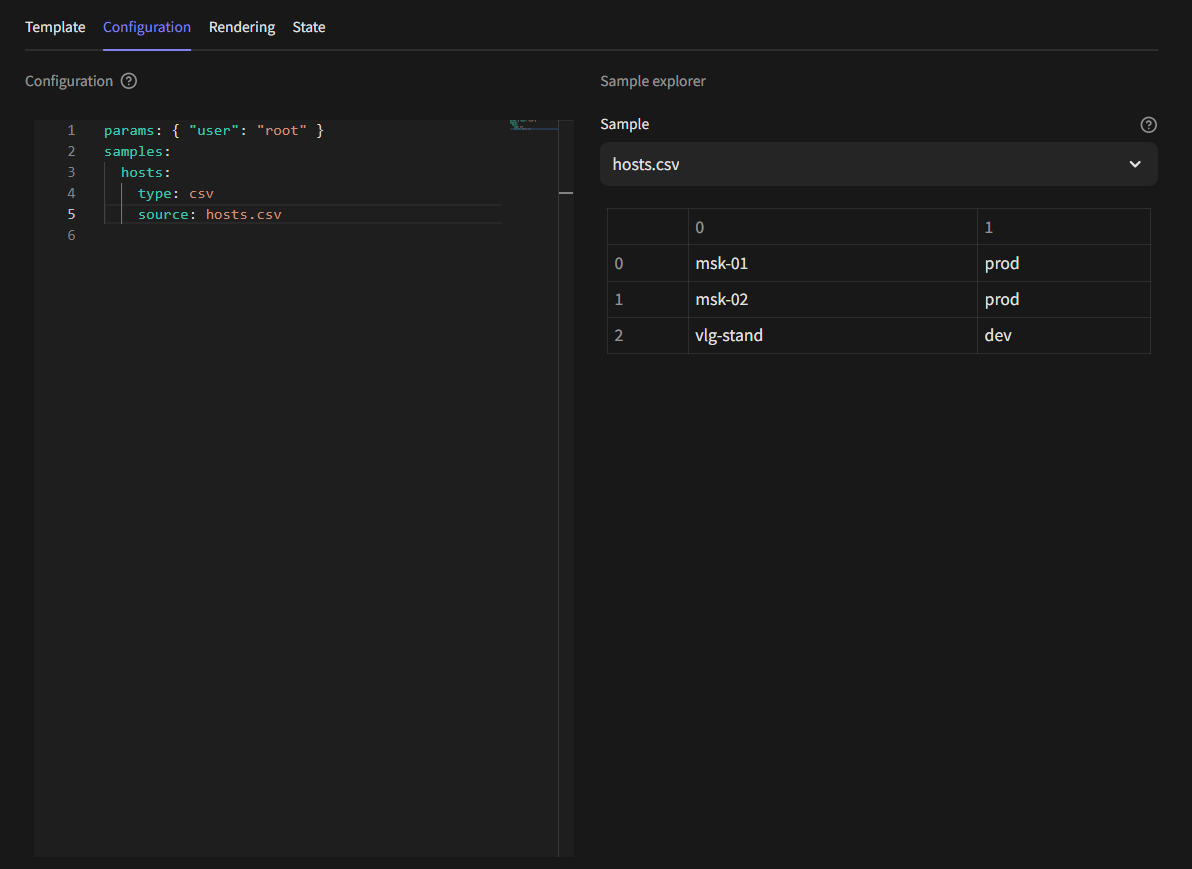 Template Configuration Rendering State
Configuration
1 params: { "user": "root" }
2 samples:
3 hosts:
4 type: csv
5 source: hosts.csv
6
Sample explorer
Sample
hosts.csv
0 1
0 msk-01 prod
1 msk-02 prod
2 vlg-stand dev